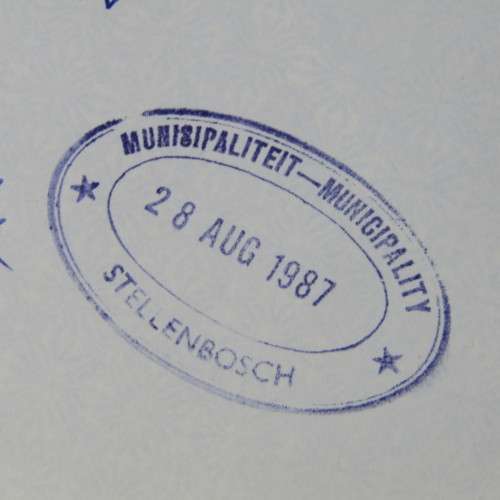 MUNISIPALITEIT—MUNICIPALITY
28 AUG 1987
STELLENBOSCH